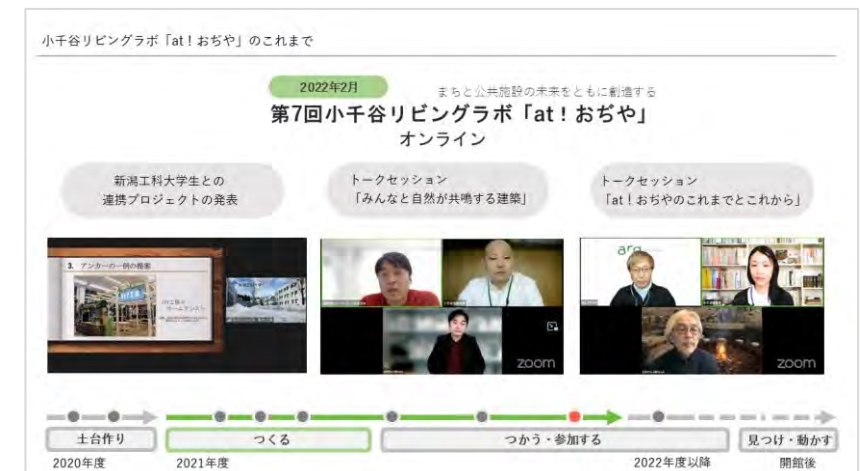 小千谷リビングラボ「at！おぢや」のこれまで
2022年2月
まちと公共施設の未来をともに創造する
第7回小千谷リビングラボ「at！おぢや」
オンライン
新潟工科大学生との
連携プロジェクトの発表
トークセッション
「みんなと自然が共鳴する建築」
トークセッション
「at！おぢやのこれまでとこれから」
3. アンカーの一例の模索
arg
zoom
zoom
土台作り
つくる
つかう・参加する
見つけ・動かす
2020年度
2021年度
2022年度以降
開館後